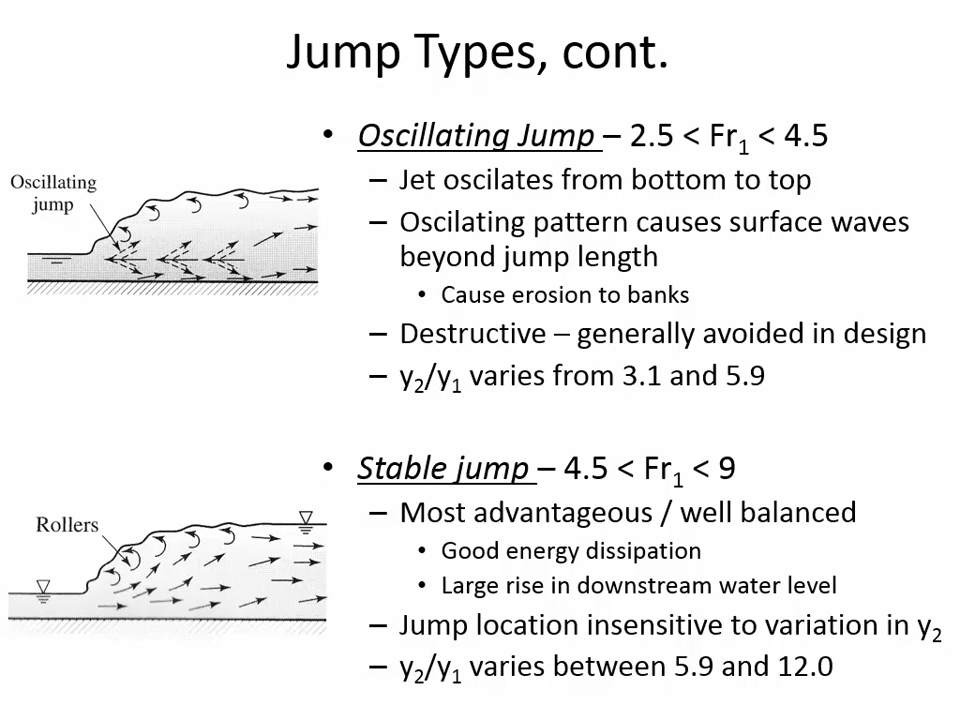 Jump Types, cont.
• Oscillating Jump – 2.5 < Fr₁ < 4.5
– Jet oscilates from bottom to top
– Oscilating pattern causes surface waves
beyond jump length
• Cause erosion to banks
– Destructive – generally avoided in design
– y₂/y₁ varies from 3.1 and 5.9
Oscillating
jump
• Stable jump – 4.5 < Fr₁ < 9
– Most advantageous / well balanced
• Good energy dissipation
• Large rise in downstream water level
– Jump location insensitive to variation in y₂
– y₂/y₁ varies between 5.9 and 12.0
Rollers